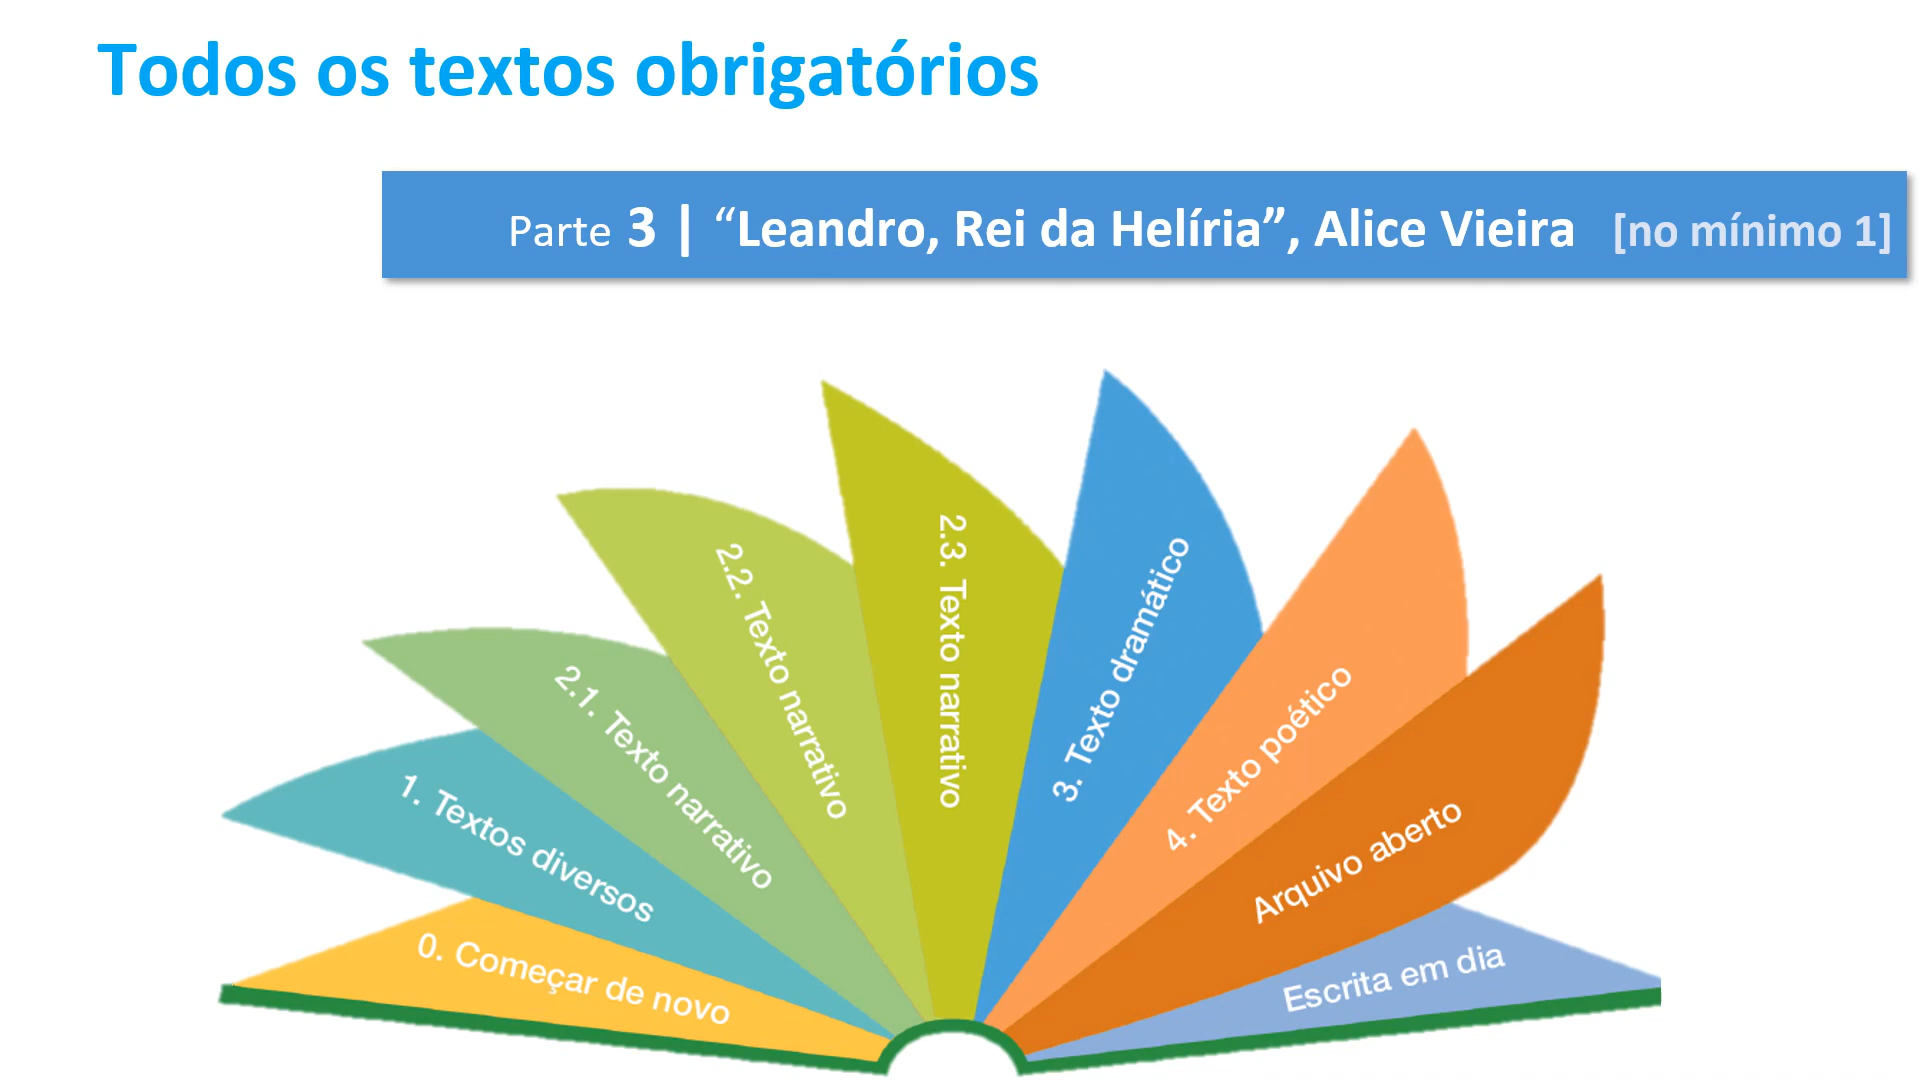 Todos os textos obrigatórios
Parte 3 | “Leandro, Rei da Helíria”, Alice Vieira [no mínimo 1]
0. Começar de novo
1. Textos diversos
2.1. Texto narrativo
2.2. Texto narrativo
2.3. Texto narrativo
3. Texto dramático
4. Texto poético
Arquivo aberto
Escrita em dia